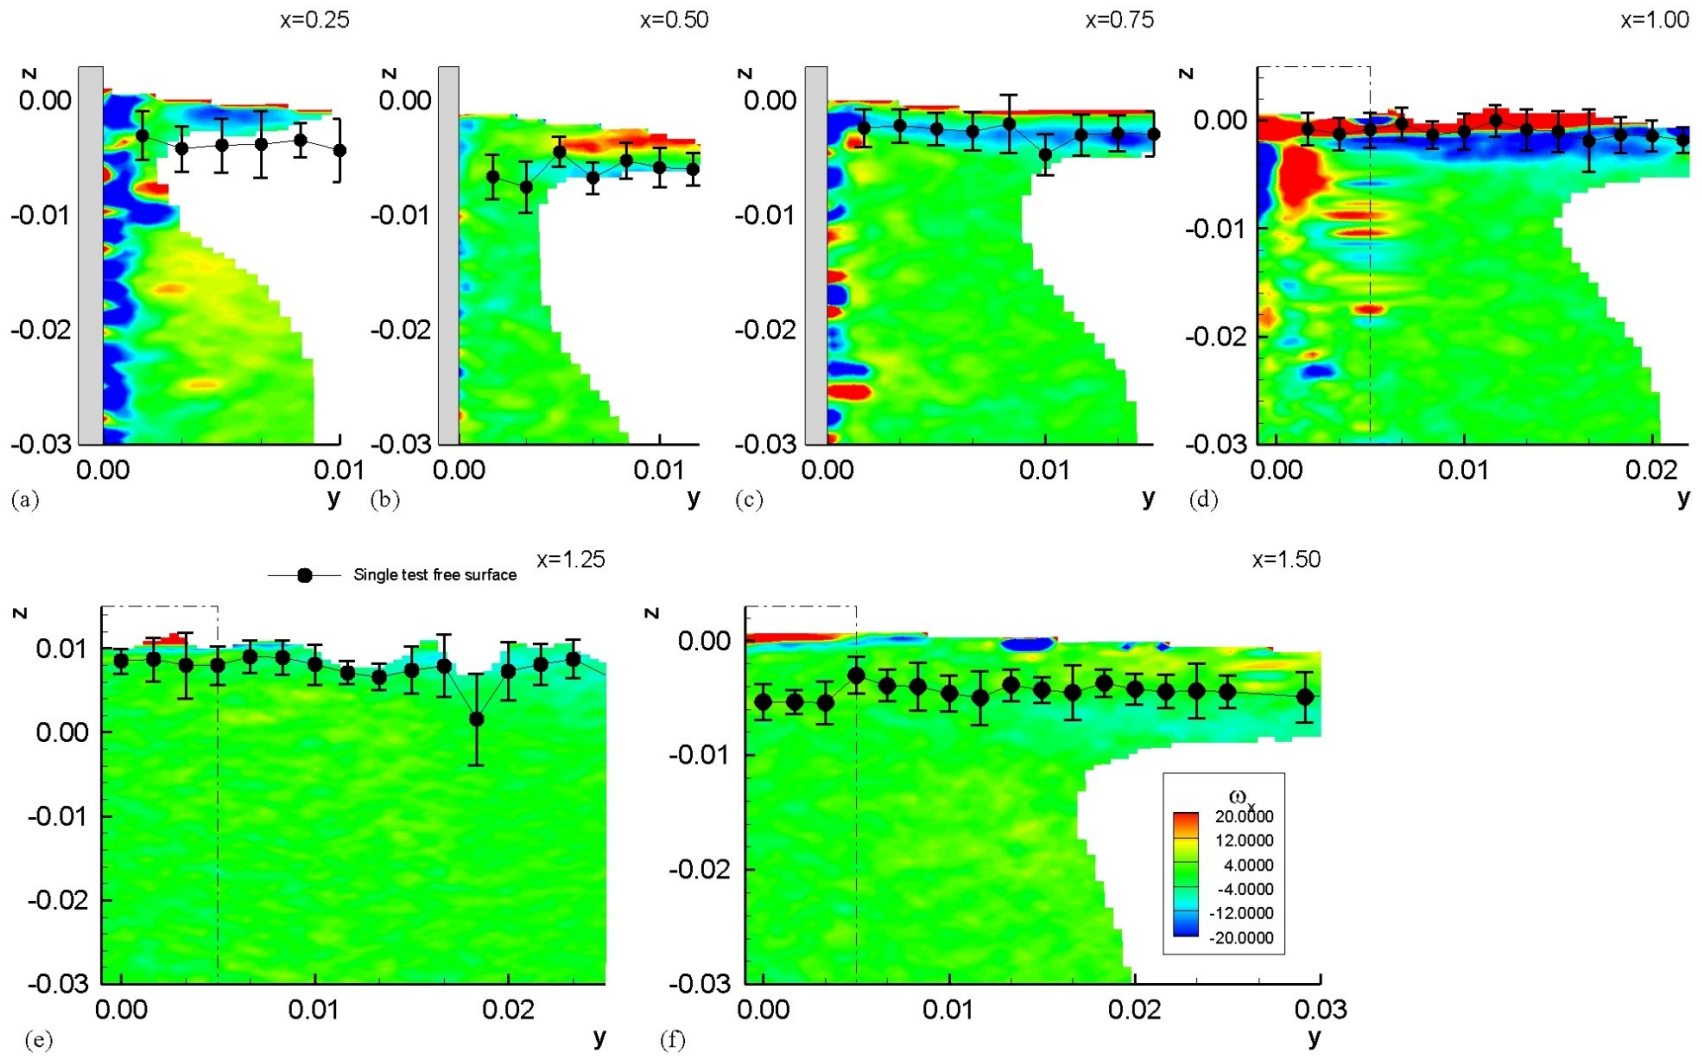 x=0.25
x=0.50
x=0.75
x=1.00
z
0.00
-0.01
-0.02
-0.03
0.00
0.01
y
(a)
z
0.00
-0.01
-0.02
-0.03
0.00
0.01
y
(b)
z
0.00
-0.01
-0.02
-0.03
0.00
0.01
y
(c)
z
0.00
-0.01
-0.02
-0.03
0.00
0.01
0.02
y
(d)
Single test free surface
x=1.25
z
0.01
0.00
-0.01
-0.02
-0.03
0.00
0.01
0.02
y
(e)
x=1.50
z
0.00
-0.01
-0.02
-0.03
0.00
0.01
0.02
0.03
y
(f)
ωx
20.0000
12.0000
4.0000
-4.0000
-12.0000
-20.0000